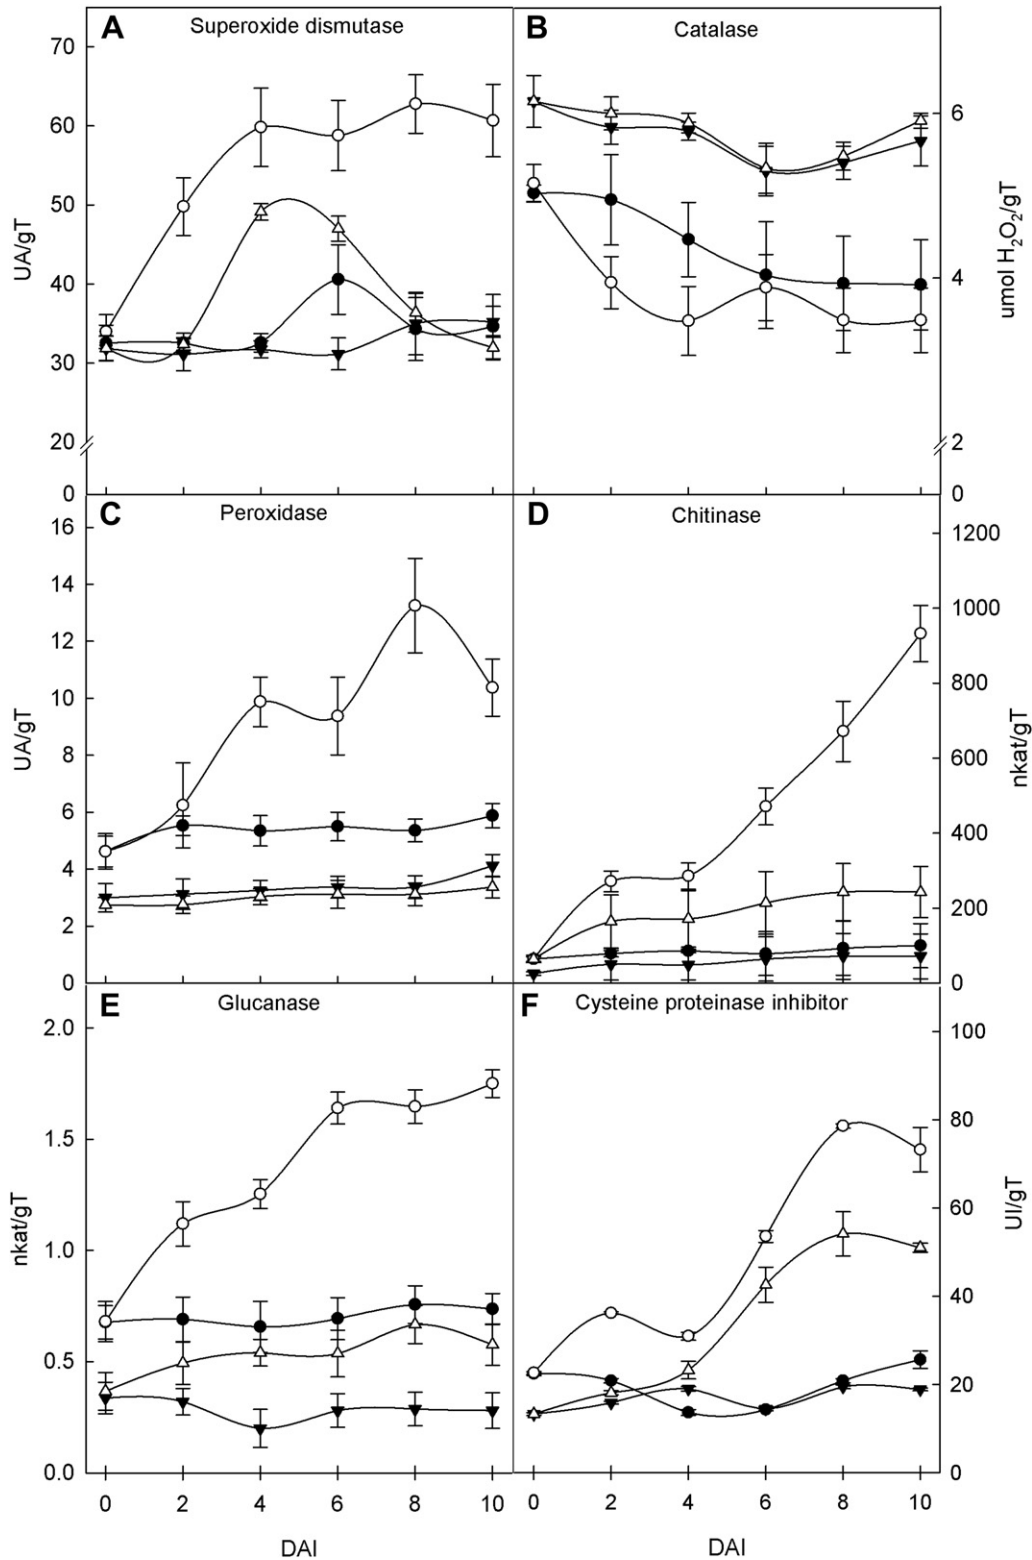 A
Superoxide dismutase
70
60
50
40
30
20
0
UA/gT
B
Catalase
6
4
2
0
umol H₂O₂/gT
C
Peroxidase
16
14
12
10
8
6
4
2
0
UA/gT
D
Chitinase
1200
1000
800
600
400
200
0
nkat/gT
E
Glucanase
2.0
1.5
1.0
0.5
0.0
nkat/gT
0 2 4 6 8 10
DAI
F
Cysteine proteinase inhibitor
100
80
60
40
20
0
UI/gT
0 2 4 6 8 10
DAI